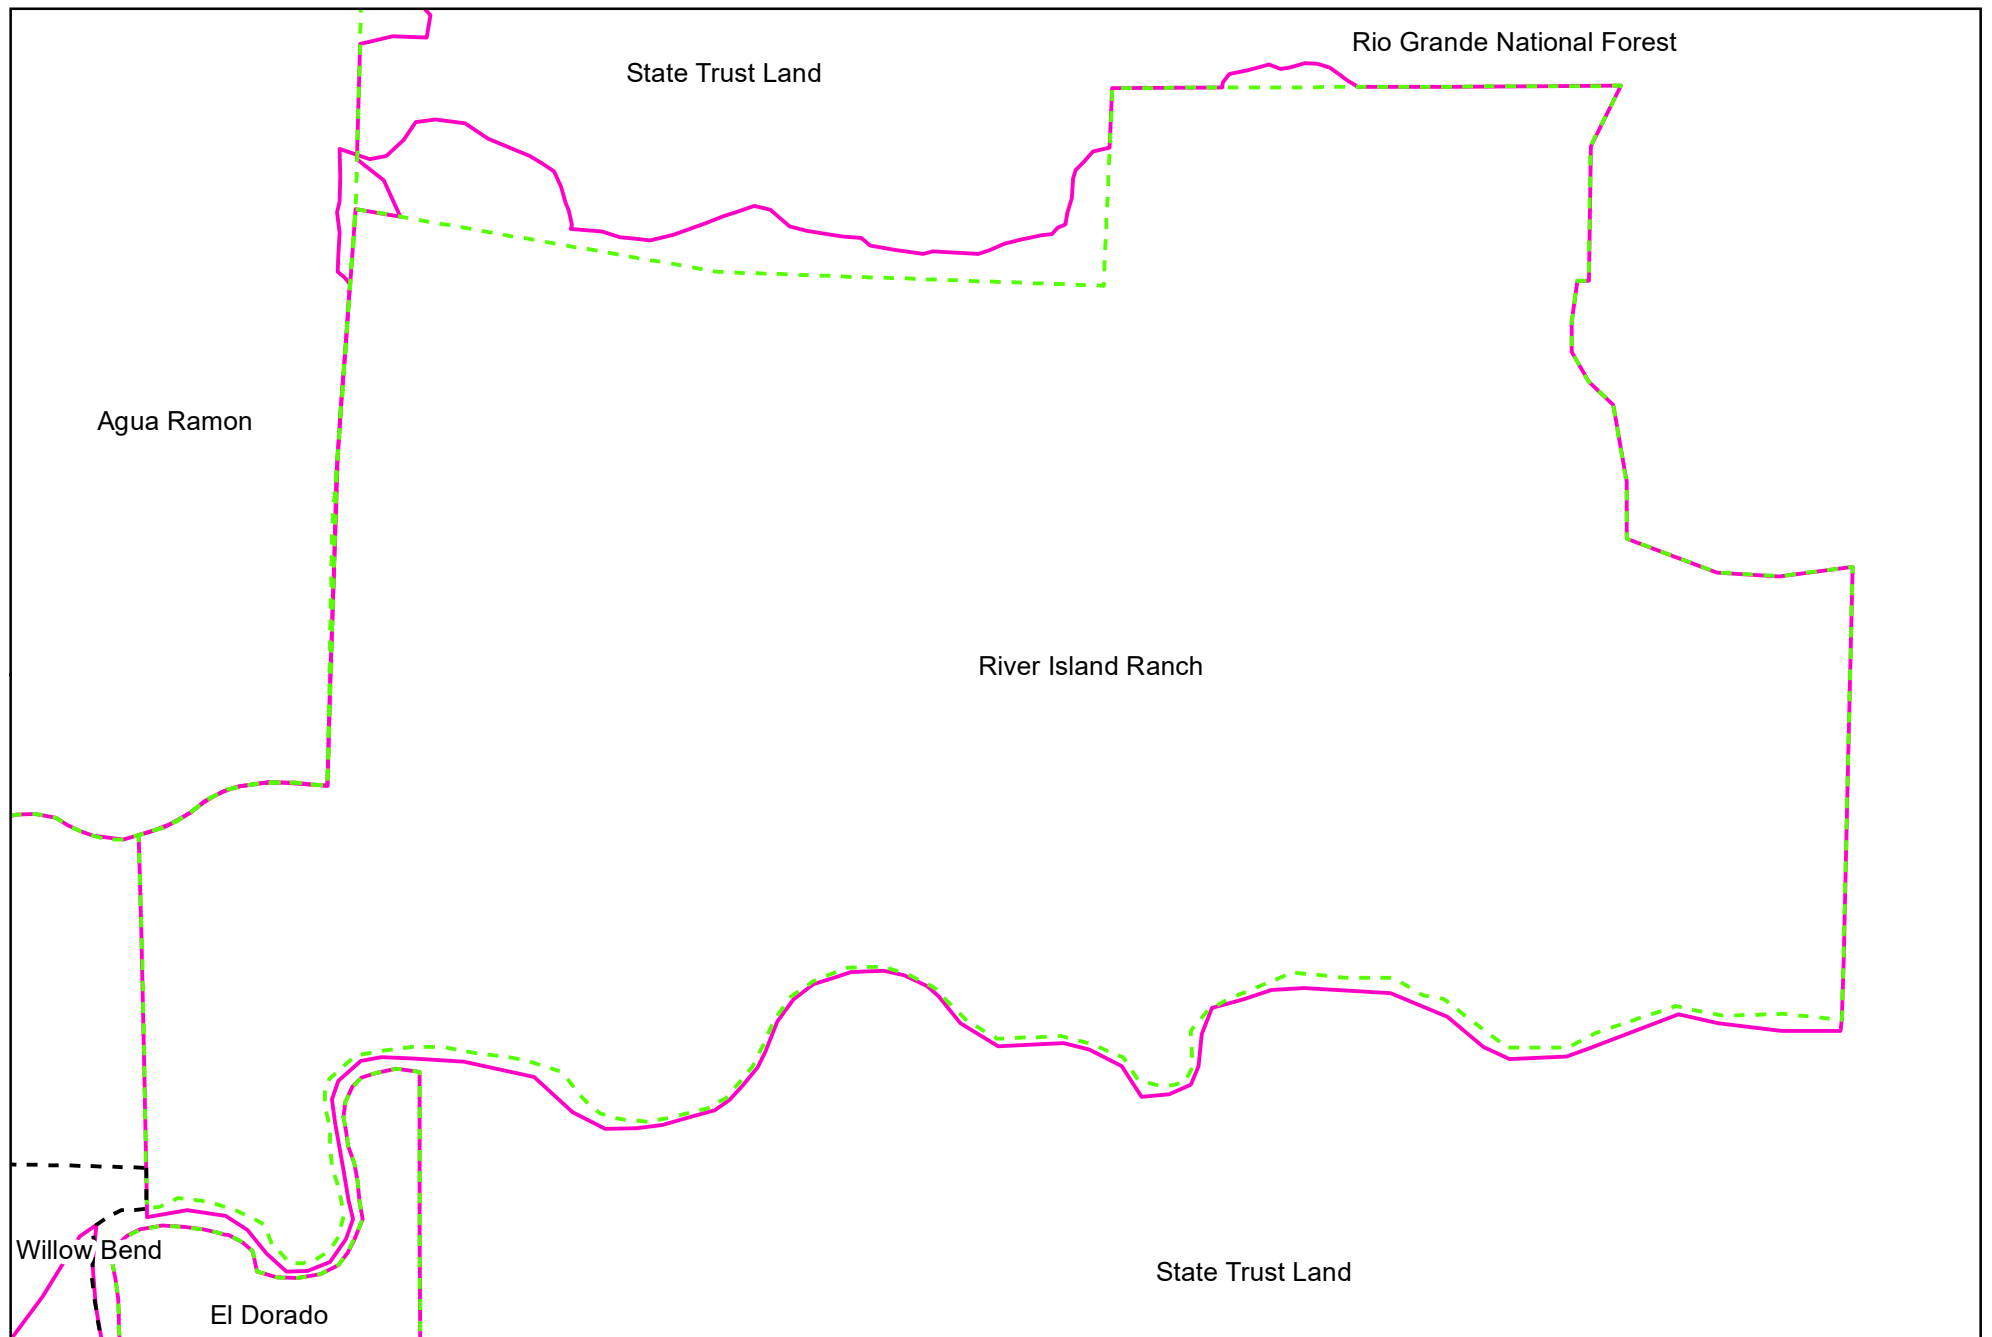 Rio Grande National Forest
State Trust Land
Agua Ramon
River Island Ranch
Willow Bend
State Trust Land
El Dorado